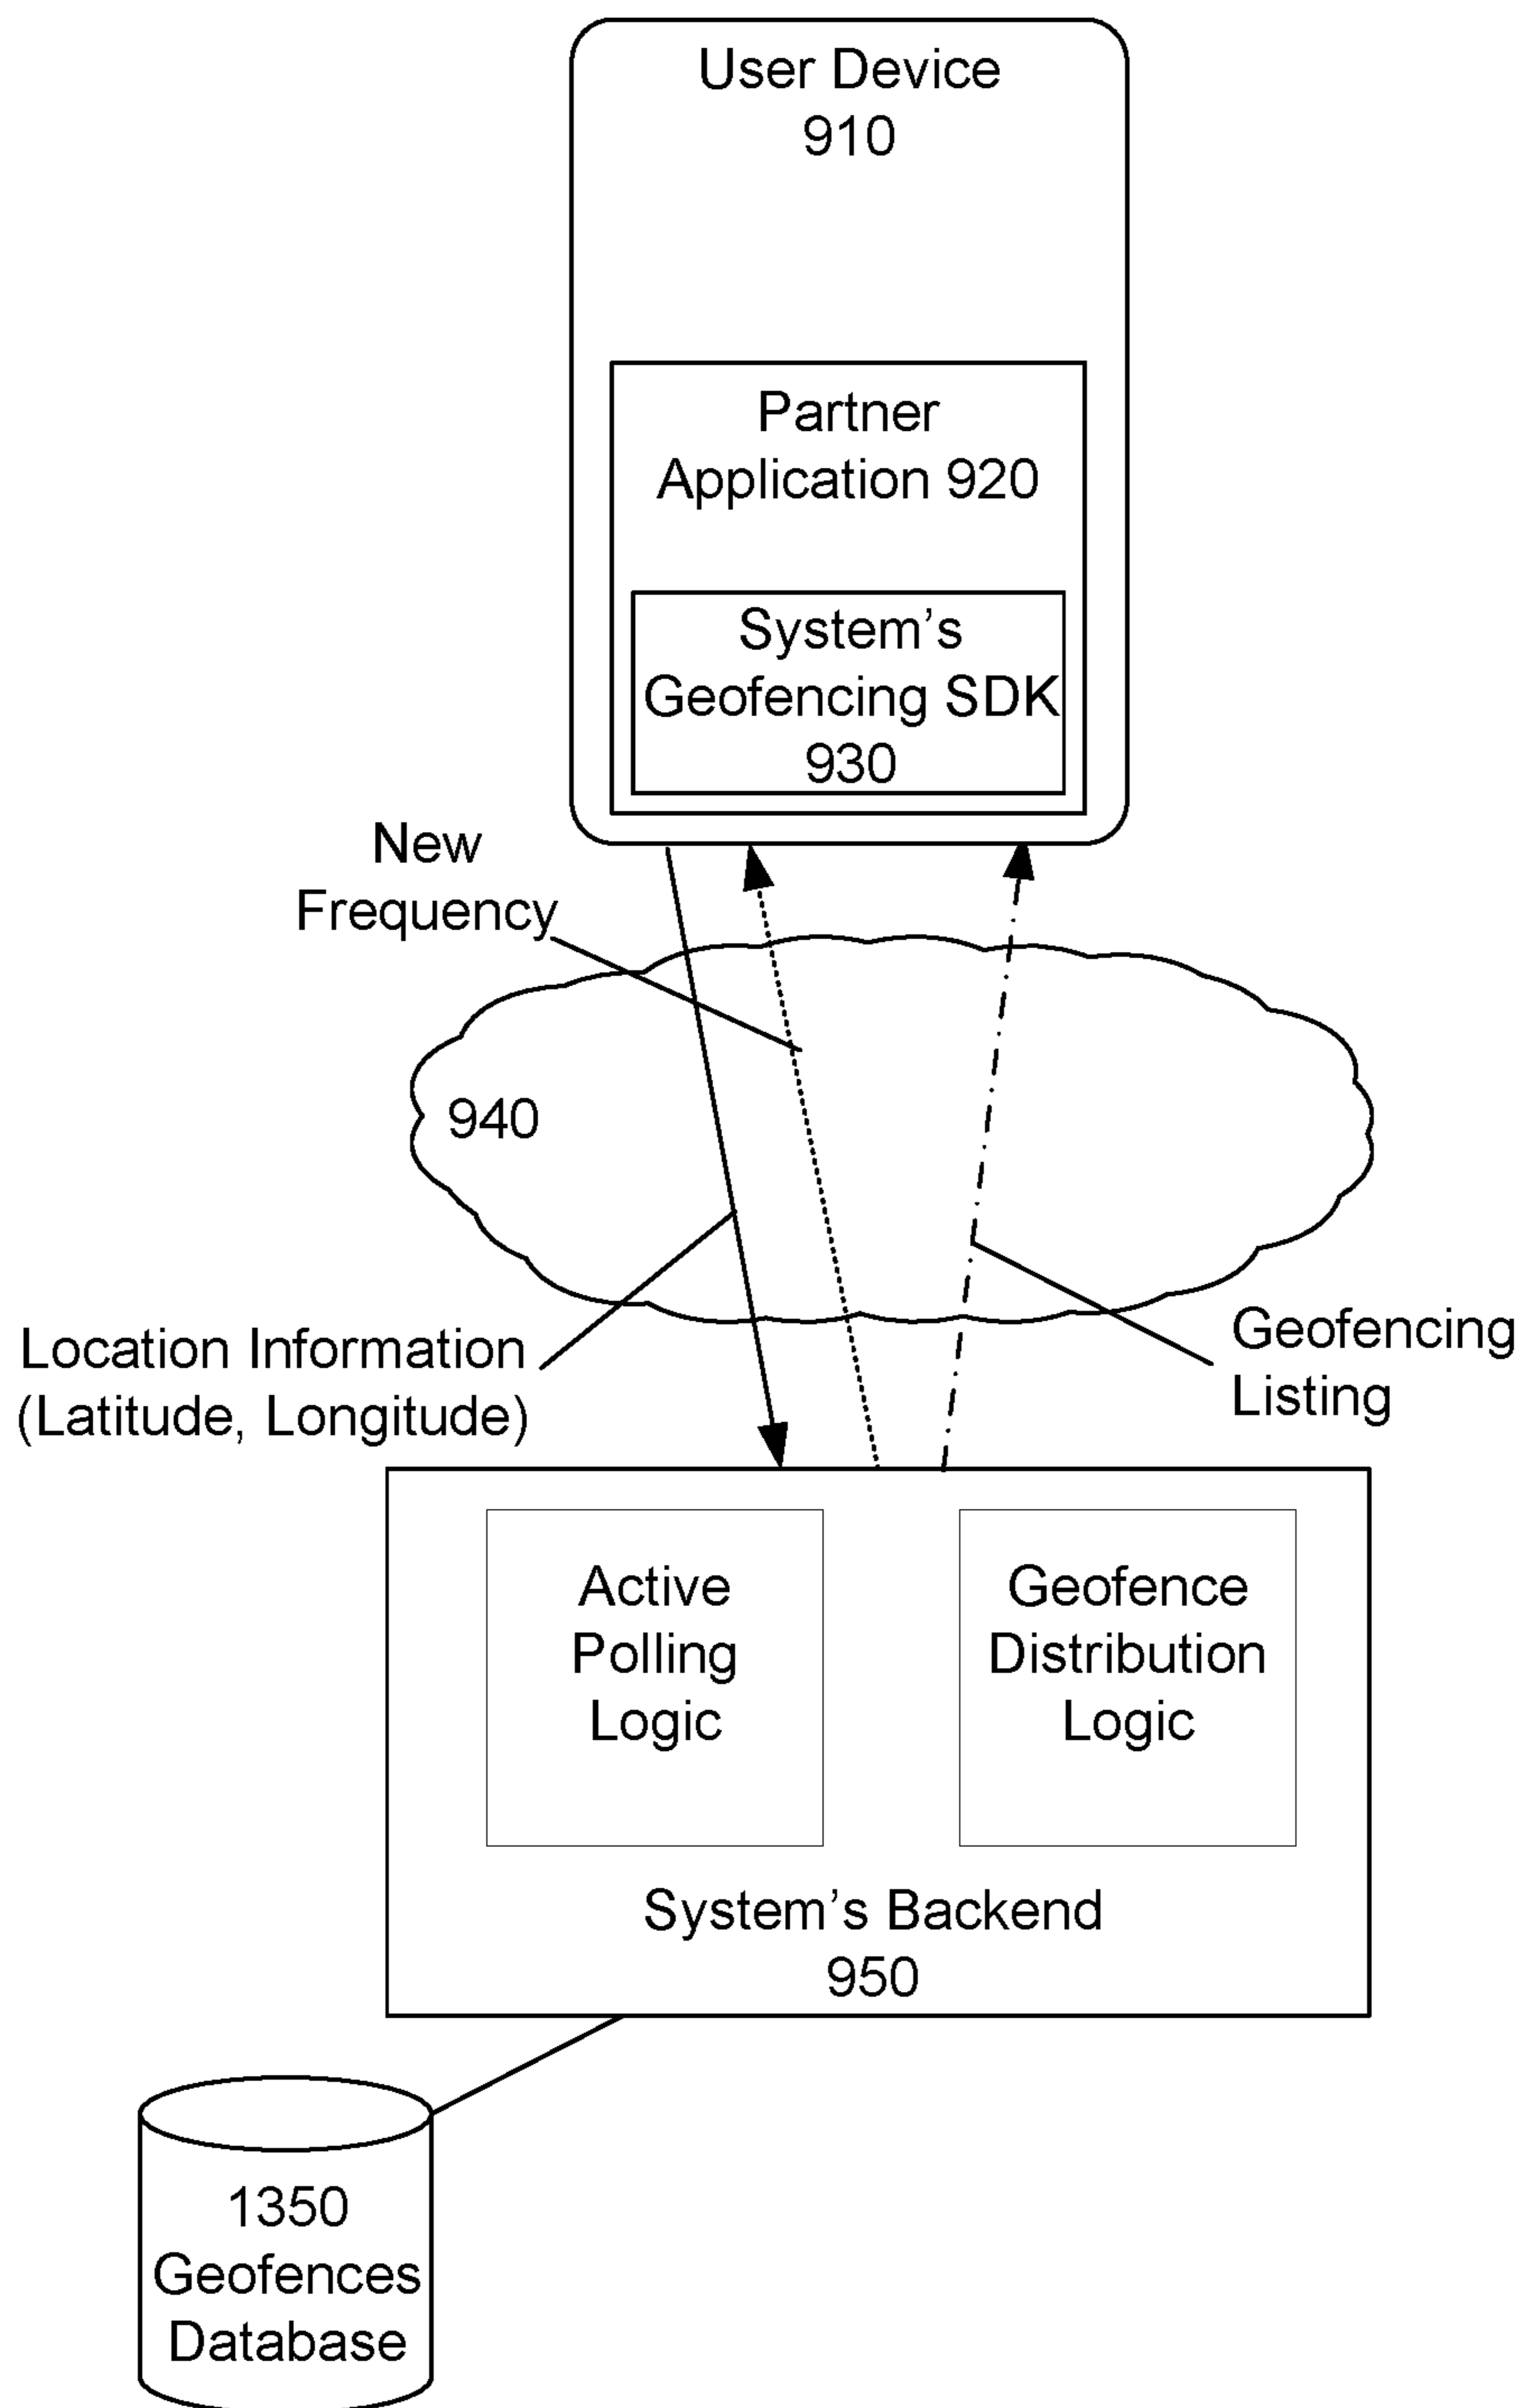 User Device
910
Partner
Application 920
System's
Geofencing SDK
930
New
Frequency
940
Location Information
(Latitude, Longitude)
Geofencing
Listing
Active
Polling
Logic
Geofence
Distribution
Logic
System's Backend
950
1350
Geofences
Database